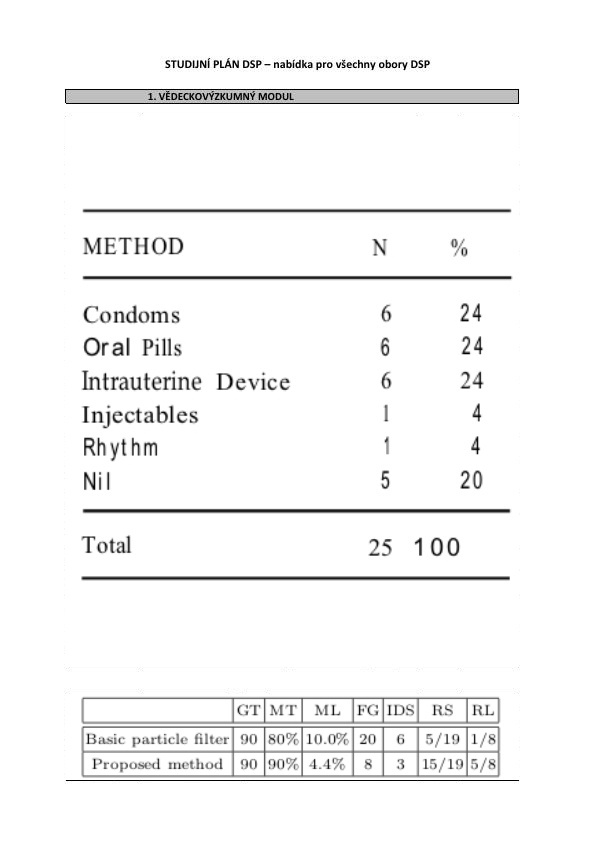 STUDIJNÍ PLÁN DSP – nabídka pro všechny obory DSP
1. VĚDECKOVÝZKUMNÝ MODUL
METHOD N %
Condoms 6 24
Oral Pills 6 24
Intrauterine Device 6 24
Injectables 1 4
Rhythm 1 4
Nil 5 20
Total 25 100
GT MT ML FG IDS RS RL
Basic particle filter 90 80% 10.0% 20 6 5/19 1/8
Proposed method 90 90% 4.4% 8 3 15/19 5/8